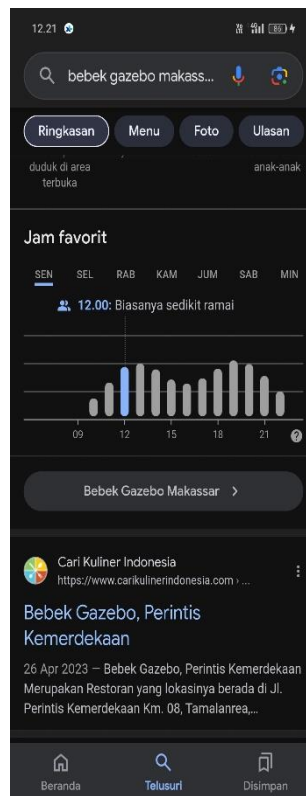 12.21
4G
86
bebek gazebo makass...
Ringkasan
Menu
Foto
Ulasan
duduk di area
terbuka
anak-anak
Jam favorit
SEN SEL RAB KAM JUM SAB MIN
12.00: Biasanya sedikit ramai
09 12 15 18 21 ?
Bebek Gazebo Makassar >
Cari Kuliner Indonesia
https://www.carikulinerindonesia.com › ...
Bebek Gazebo, Perintis
Kemerdekaan
26 Apr 2023 — Bebek Gazebo, Perintis Kemerdekaan
Merupakan Restoran yang lokasinya berada di Jl.
Perintis Kemerdekaan Km. 08, Tamalanrea,...
Beranda
Telusuri
Disimpan